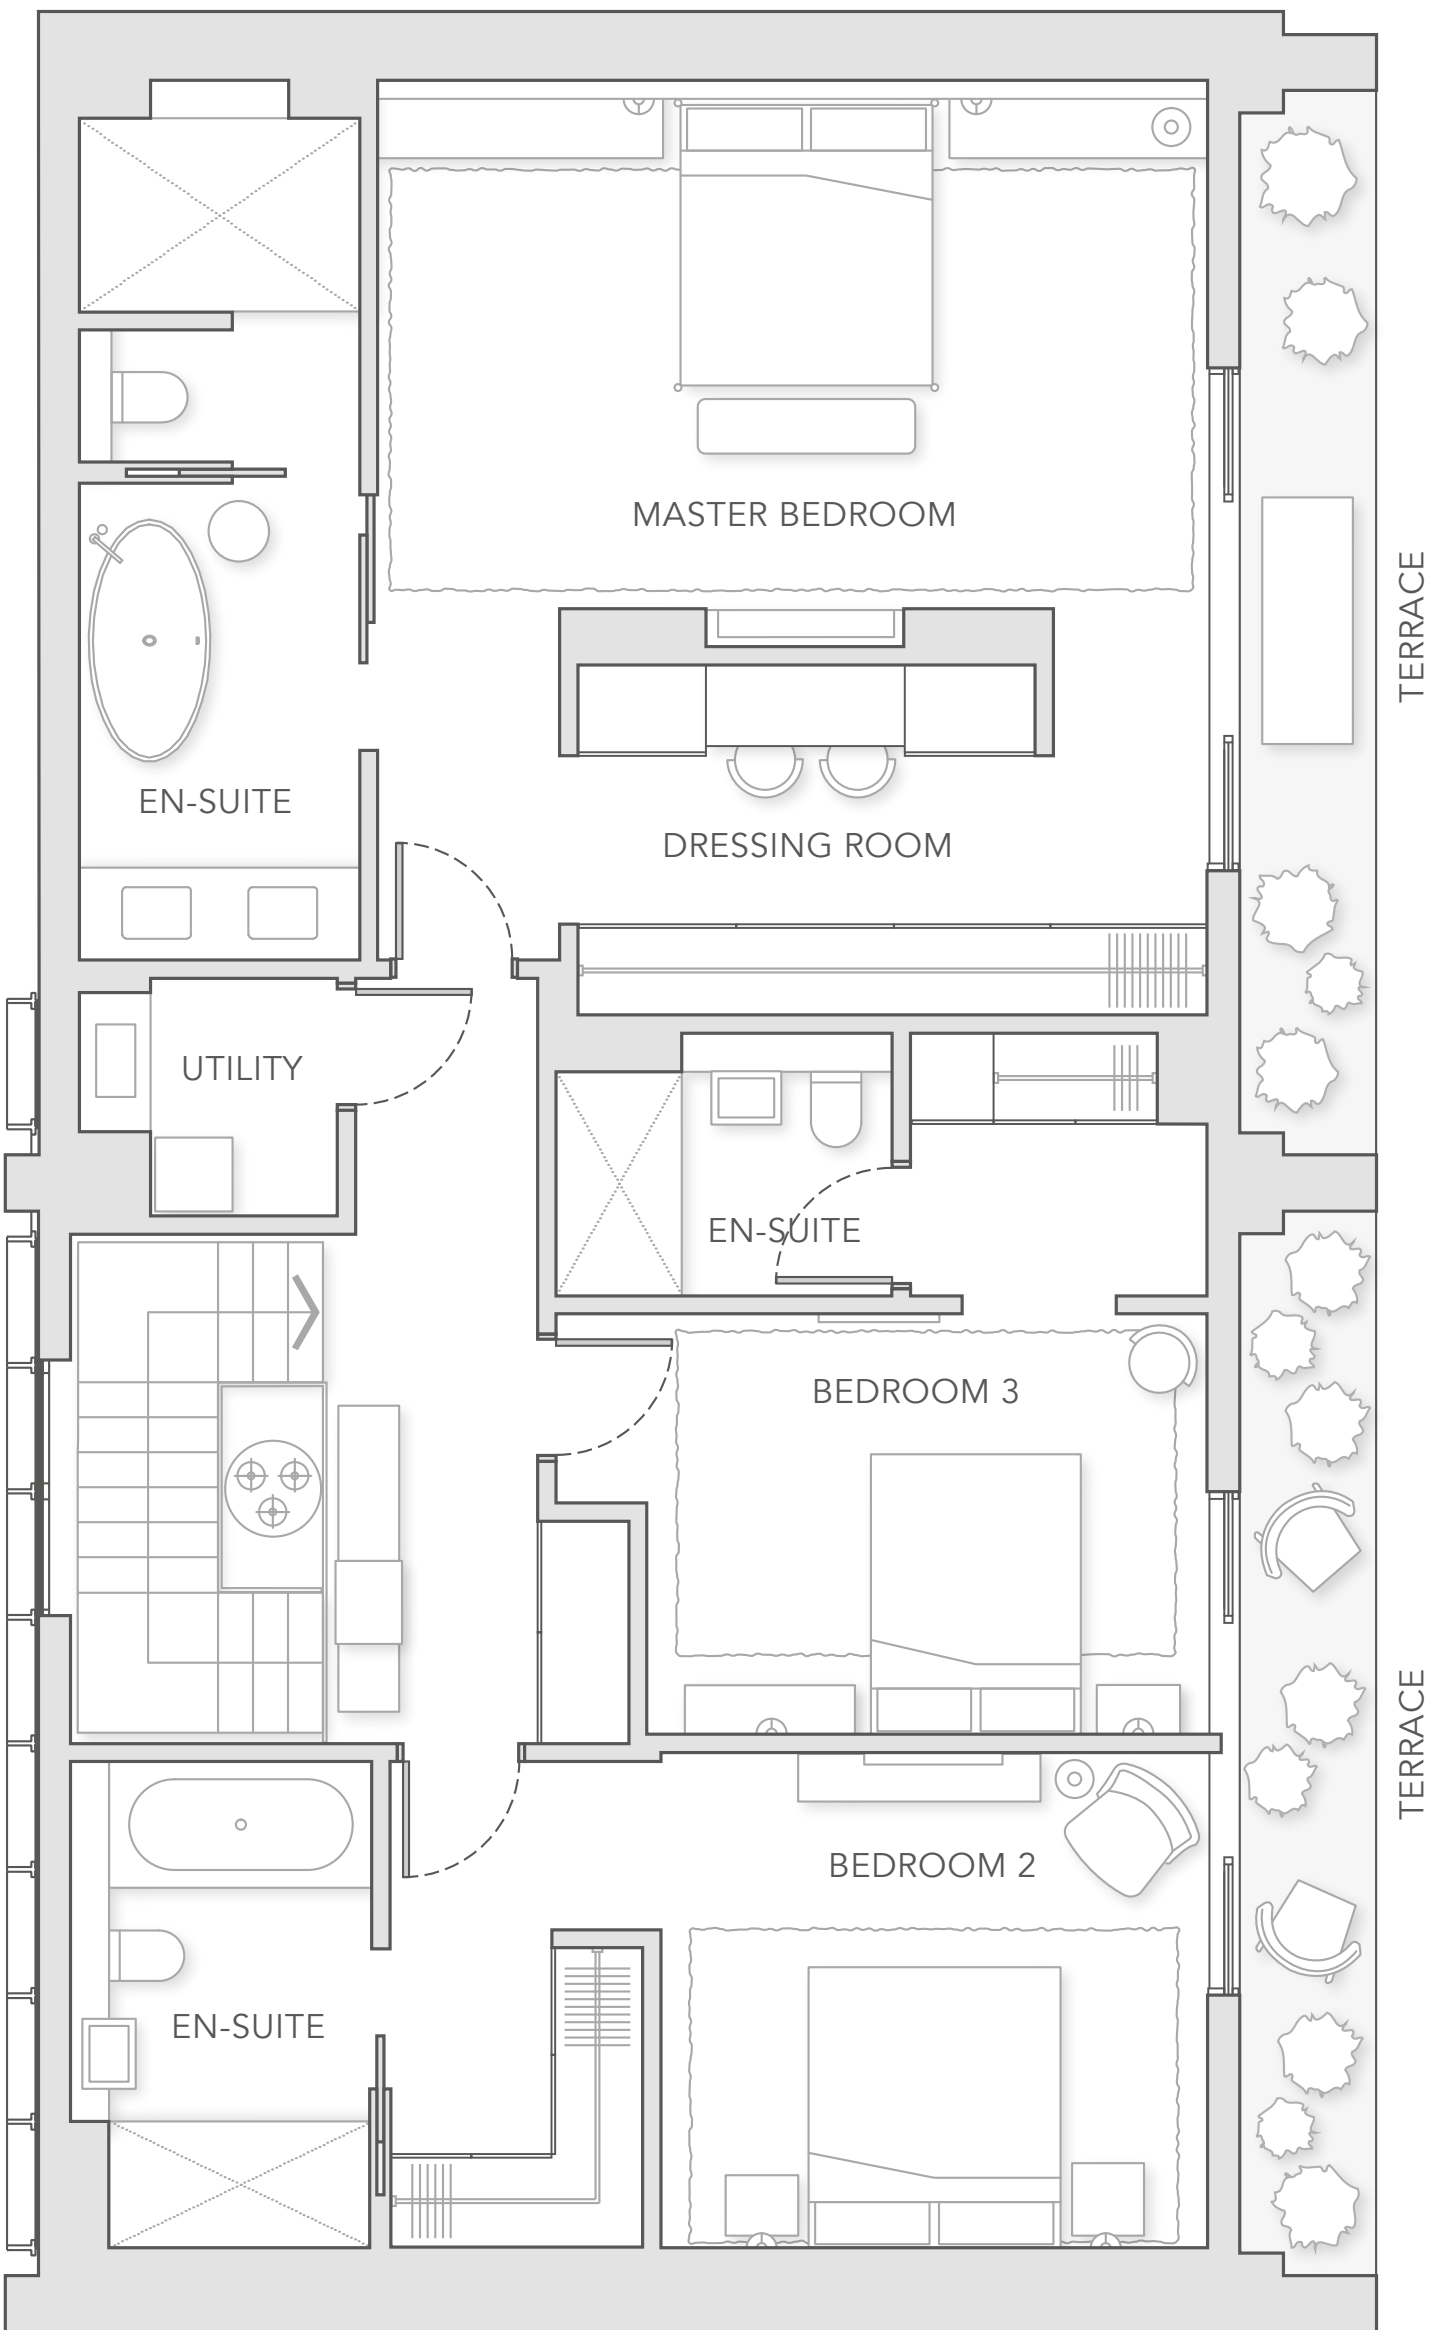 MASTER BEDROOM
TERRACE
EN-SUITE
DRESSING ROOM
UTILITY
EN-SUITE
BEDROOM 3
TERRACE
BEDROOM 2
EN-SUITE